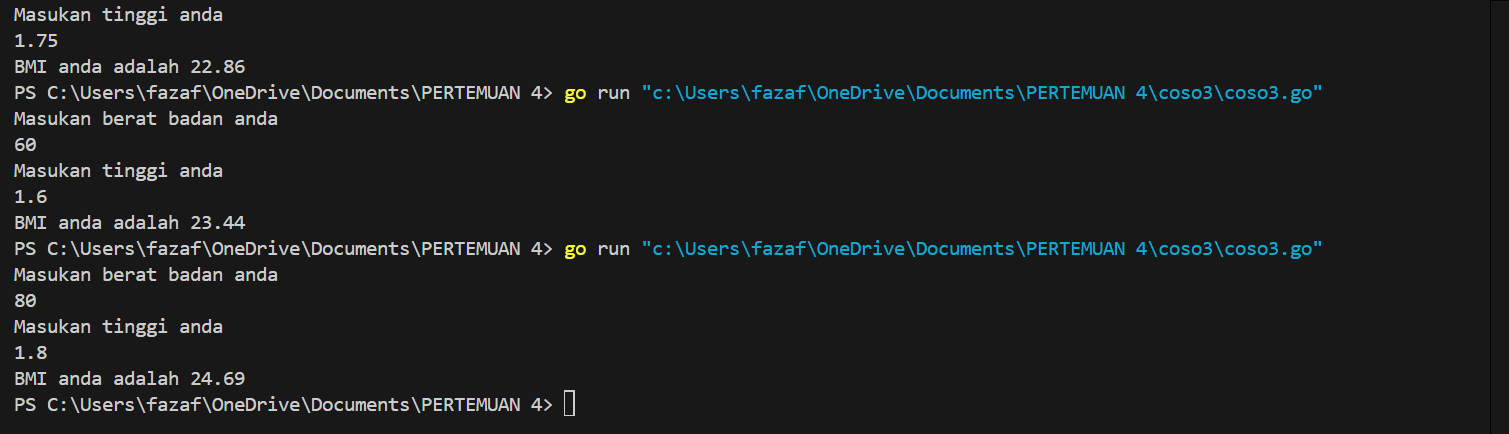 Masukan tinggi anda
1.75
BMI anda adalah 22.86
PS C:\Users\fazaf\OneDrive\Documents\PERTEMUAN 4> go run "c:\Users\fazaf\OneDrive\Documents\PERTEMUAN 4\coso3\coso3.go"
Masukan berat badan anda
60
Masukan tinggi anda
1.6
BMI anda adalah 23.44
PS C:\Users\fazaf\OneDrive\Documents\PERTEMUAN 4> go run "c:\Users\fazaf\OneDrive\Documents\PERTEMUAN 4\coso3\coso3.go"
Masukan berat badan anda
80
Masukan tinggi anda
1.8
BMI anda adalah 24.69
PS C:\Users\fazaf\OneDrive\Documents\PERTEMUAN 4>